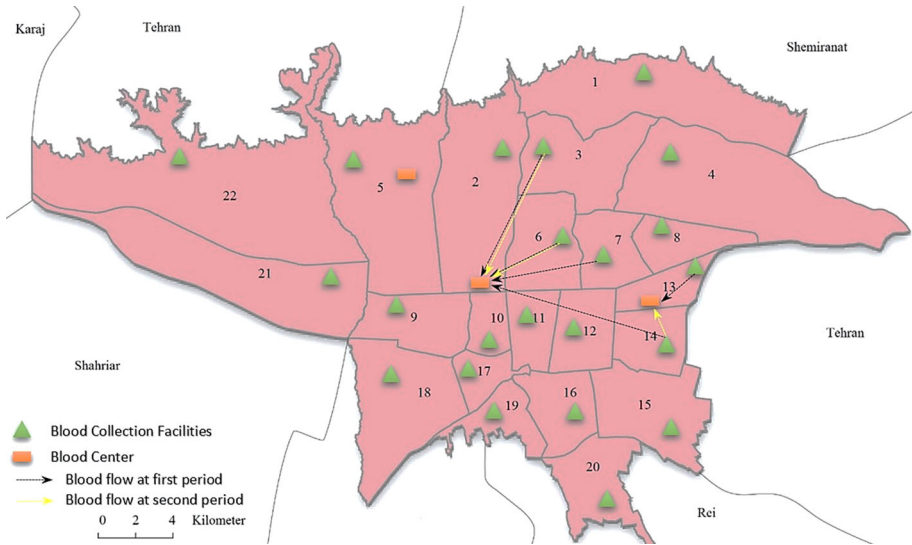 Karaj
Tehran
Shemiranat
1
2
3
4
5
6
7
8
22
21
13
9
10
11
12
14
Tehran
Shahriar
18
17
16
15
19
20
Rei
Blood Collection Facilities
Blood Center
Blood flow at first period
Blood flow at second period
0 2 4 Kilometer